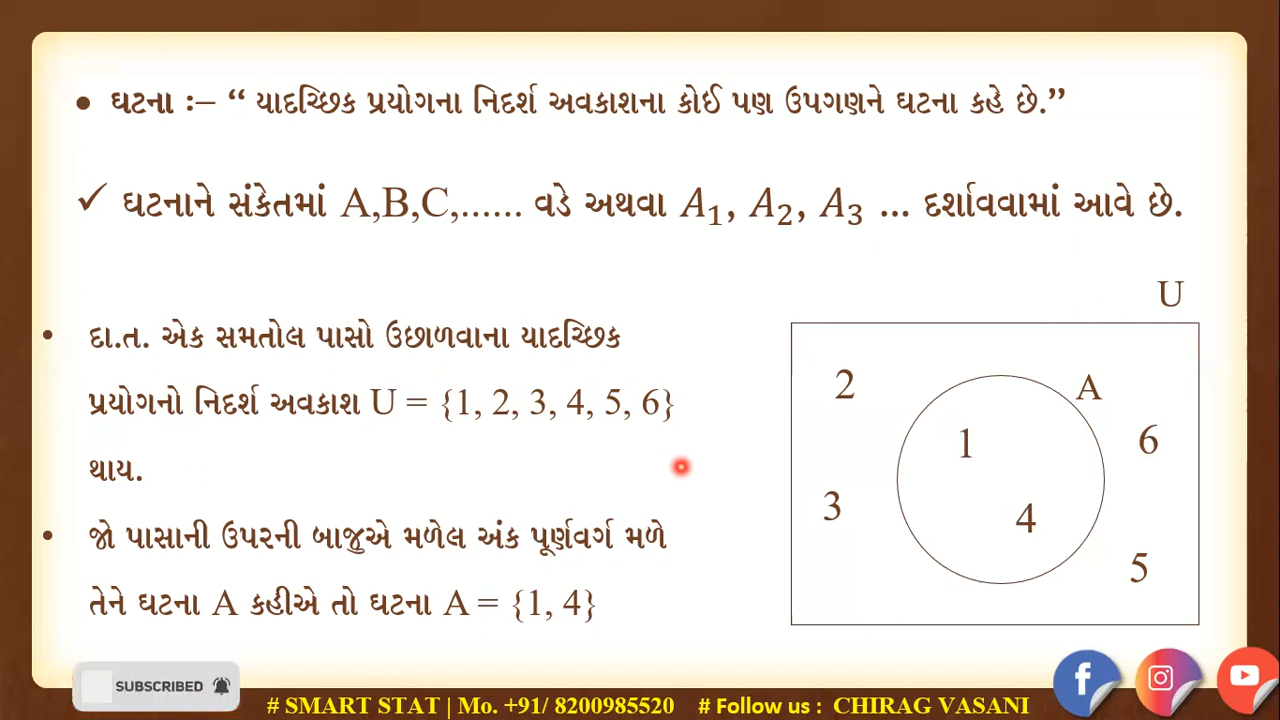 • ઘટના :– “ યાદચ્છિક પ્રયોગના નિદર્શ અવકાશના કોઈ પણ ઉપગણને ઘટના કહે છે.”
✓ ઘટનાને સંકેતમાં A,B,C,...... વડે અથવા A₁, A₂, A₃ ... દર્શાવવામાં આવે છે.
U
• દા.ત. એક સમતોલ પાસો ઉછાળવાના યાદચ્છિક
પ્રયોગનો નિદર્શ અવકાશ U = {1, 2, 3, 4, 5, 6}
થાય.
• જો પાસાની ઉપરની બાજુએ મળેલ અંક પૂર્ણવર્ગ મળે
તેને ઘટના A કહીએ તો ઘટના A = {1, 4}
2 A
1 6
3 4
5
SUBSCRIBED
# SMART STAT | Mo. +91/ 8200985520 # Follow us : CHIRAG VASANI